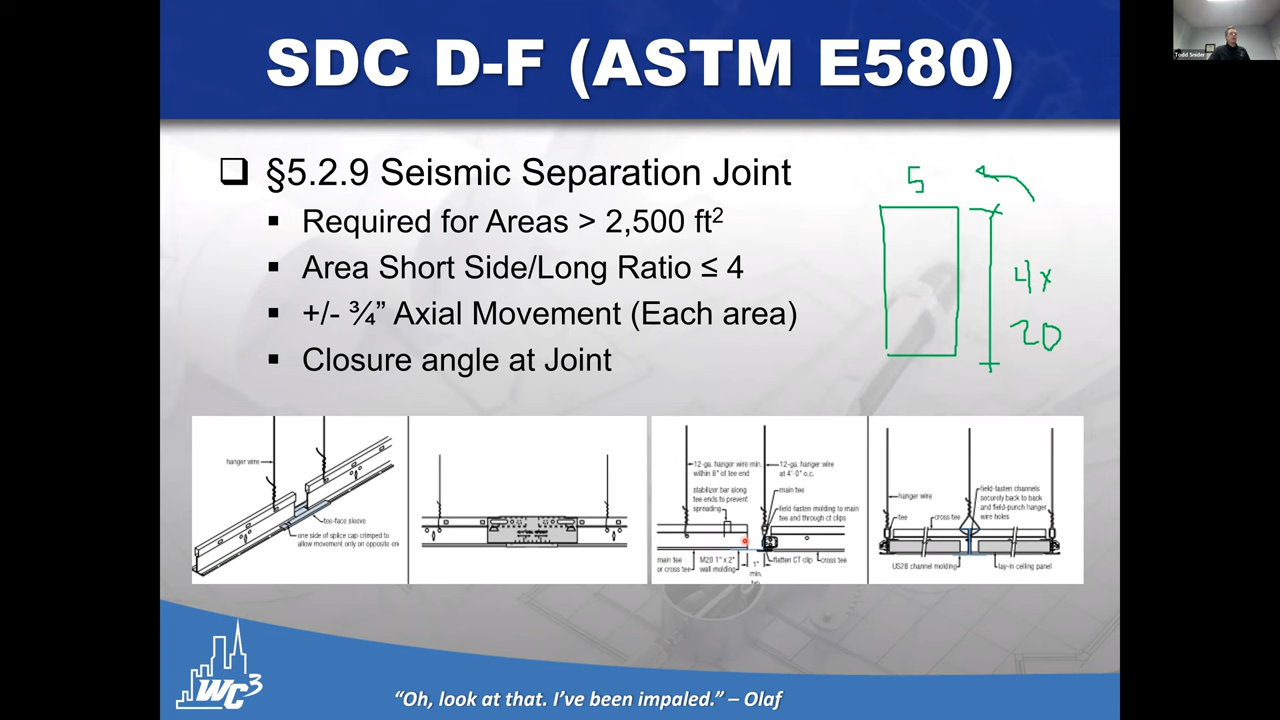 SDC D-F (ASTM E580)
Todd Snider
❑ §5.2.9 Seismic Separation Joint
▪ Required for Areas > 2,500 ft²
▪ Area Short Side/Long Ratio ≤ 4
▪ +/- ¾” Axial Movement (Each area)
▪ Closure angle at Joint
5
4x
20
hanger wire
tee-face sleeve
one side of splice cap crimped to
allow movement only on opposite en
12-ga. hanger wire min.
within 8" of tee end
stabilizer bar along
tee ends to prevent
spreading
main tee
or cross tee
M20 1" x 2"
wall molding
1"
min.
12-ga. hanger wire
at 4'-0" o.c.
main tee
field-fasten molding to main
tee and through ct clips
flatten CT clip
cross tee
hanger wire
tee
cross tee
field-fasten channels
securely back to back
and field-punch hanger
wire holes
US28 channel molding
lay-in ceiling panel
WC3
“Oh, look at that. I’ve been impaled.” – Olaf